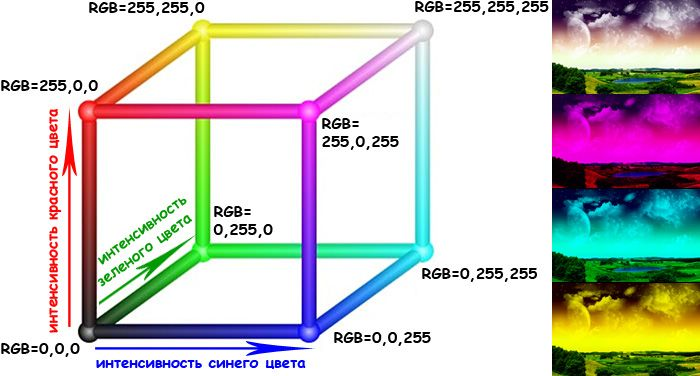 RGB=255,255,0
RGB=255,255,255
RGB=255,0,0
RGB=
255,0,255
интенсивность красного цвета
интенсивность
зеленого цвета
RGB=
0,255,0
RGB=0,255,255
RGB=0,0,0
RGB=0,0,255
интенсивность синего цвета